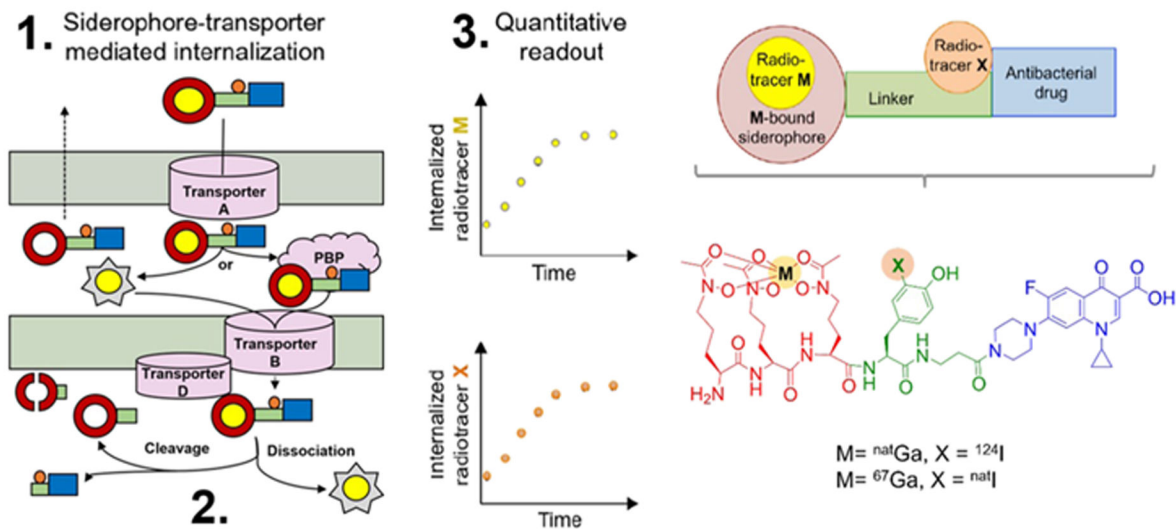 1. Siderophore-transporter
mediated internalization
Transporter
A
or
PBP
Transporter
B
Transporter
D
Cleavage
Dissociation
2.
3. Quantitative
readout
Internalized
radiotracer M
Time
Internalized
radiotracer X
Time
Radio-
tracer M
M-bound
siderophore
Linker
Radio-
tracer X
Antibacterial
drug
O
O
O
M
N
O
N
O
O
N
X
OH
H2N
O
H
N
O
H
N
O
N
H
O
H
N
O
N
N
F
O
O
OH
N
M= natGa, X = 124I
M= 67Ga, X = natI